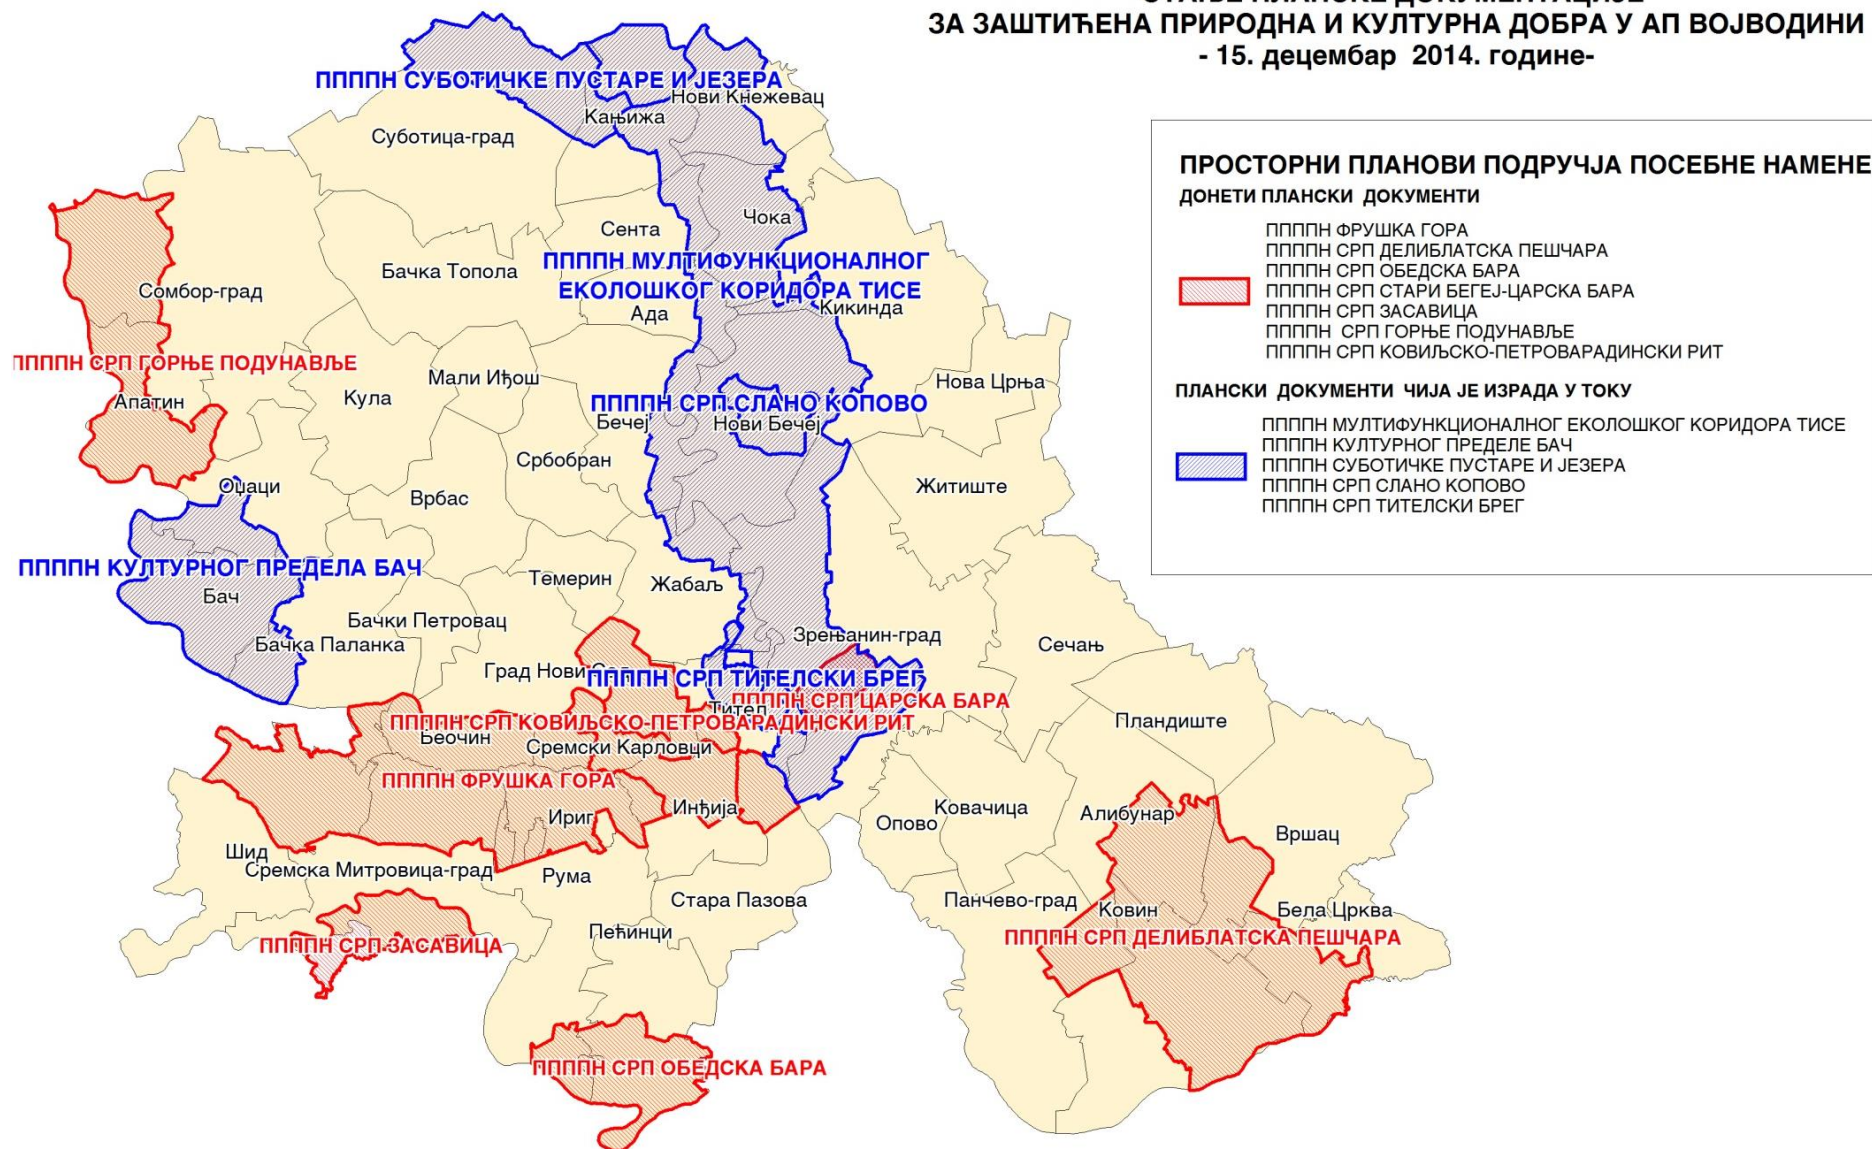 СТАЊЕ ПЛАНСКЕ ДОКУМЕНТАЦИЈЕ
ЗА ЗАШТИЋЕНА ПРИРОДНА И КУЛТУРНА ДОБРА У АП ВОЈВОДИНИ
- 15. децембар 2014. године-
ПРОСТОРНИ ПЛАНОВИ ПОДРУЧЈА ПОСЕБНЕ НАМЕНЕ
ДОНЕТИ ПЛАНСКИ ДОКУМЕНТИ
ППППН ФРУШКА ГОРА
ППППН СРП ДЕЛИБЛАТСКА ПЕШЧАРА
ППППН СРП ОБЕДСКА БАРА
ППППН СРП СТАРИ БЕГЕЈ-ЦАРСКА БАРА
ППППН СРП ЗАСАВИЦА
ППППН СРП ГОРЊЕ ПОДУНАВЉЕ
ППППН СРП КОВИЉСКО-ПЕТРОВАРАДИНСКИ РИТ
ПЛАНСКИ ДОКУМЕНТИ ЧИЈА ЈЕ ИЗРАДА У ТОКУ
ППППН МУЛТИФУНКЦИОНАЛНОГ ЕКОЛОШКОГ КОРИДОРА ТИСЕ
ППППН КУЛТУРНОГ ПРЕДЕЛЕ БАЧ
ППППН СУБОТИЧКЕ ПУСТАРЕ И ЈЕЗЕРА
ППППН СРП СЛАНО КОПОВО
ППППН СРП ТИТЕЛСКИ БРЕГ
ППППН СУБОТИЧКЕ ПУСТАРЕ И ЈЕЗЕРА
Нови Кнежевац
Кањижа
Суботица-град
Чока
Сента
ППППН МУЛТИФУНКЦИОНАЛНОГ
ЕКОЛОШКОГ КОРИДОРА ТИСЕ
Бачка Топола
Сомбор-град
Ада
Кикинда
ППППН СРП ГОРЊЕ ПОДУНАВЉЕ
Мали Иђош
Нова Црња
Апатин
Кула
ППППН СРП СЛАНО КОПОВО
Бечеј
Нови Бечеј
Србобран
Оџаци
Врбас
Житиште
ППППН КУЛТУРНОГ ПРЕДЕЛА БАЧ
Темерин
Жабаљ
Бач
Бачки Петровац
Бачка Паланка
Зрењанин-град
Сечањ
Град Нови Сад
ППППН СРП ТИТЕЛСКИ БРЕГ
ППППН СРП ЦАРСКА БАРА
Тител
ППППН СРП КОВИЉСКО-ПЕТРОВАРАДИНСКИ РИТ
Пландиште
Беочин
Сремски Карловци
ППППН ФРУШКА ГОРА
Инђија
Ириг
Ковачица
Опово
Алибунар
Вршац
Шид
Сремска Митровица-град
Рума
Стара Пазова
Панчево-град
Ковин
Бела Црква
Пећинци
ППППН СРП ДЕЛИБЛАТСКА ПЕШЧАРА
ППППН СРП ЗАСАВИЦА
ППППН СРП ОБЕДСКА БАРА